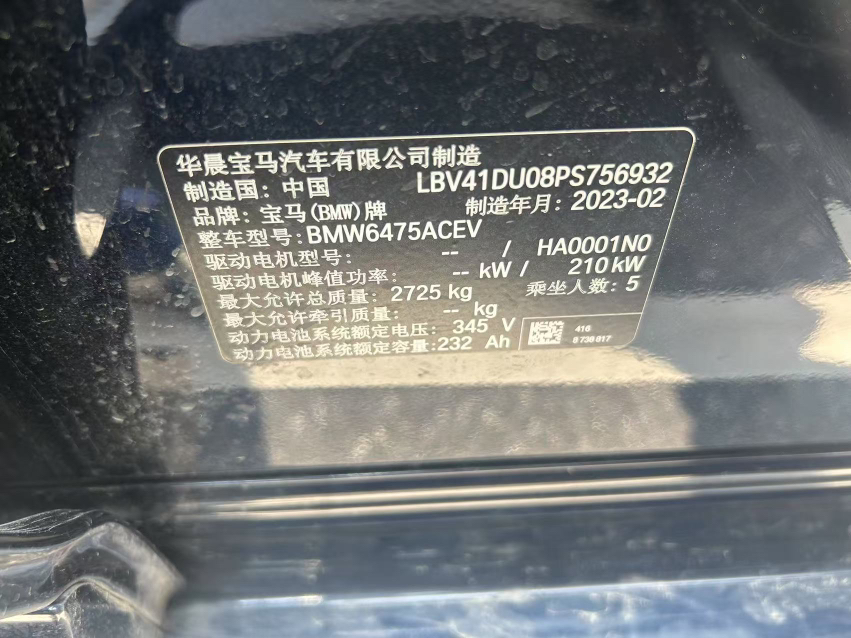 华晨宝马汽车有限公司制造
制造国: 中国 LBV41DU08PS756932
品牌: 宝马(BMW)牌 制造年月: 2023-02
整车型号:BMW6475ACEV
驱动电机型号: -- / HA0001N0
驱动电机峰值功率: -- kW / 210 kW
最大允许总质量: 2725 kg 乘坐人数: 5
最大允许牵引质量: -- kg
动力电池系统额定电压: 345 V
动力电池系统额定容量:232 Ah
416
8 738 617